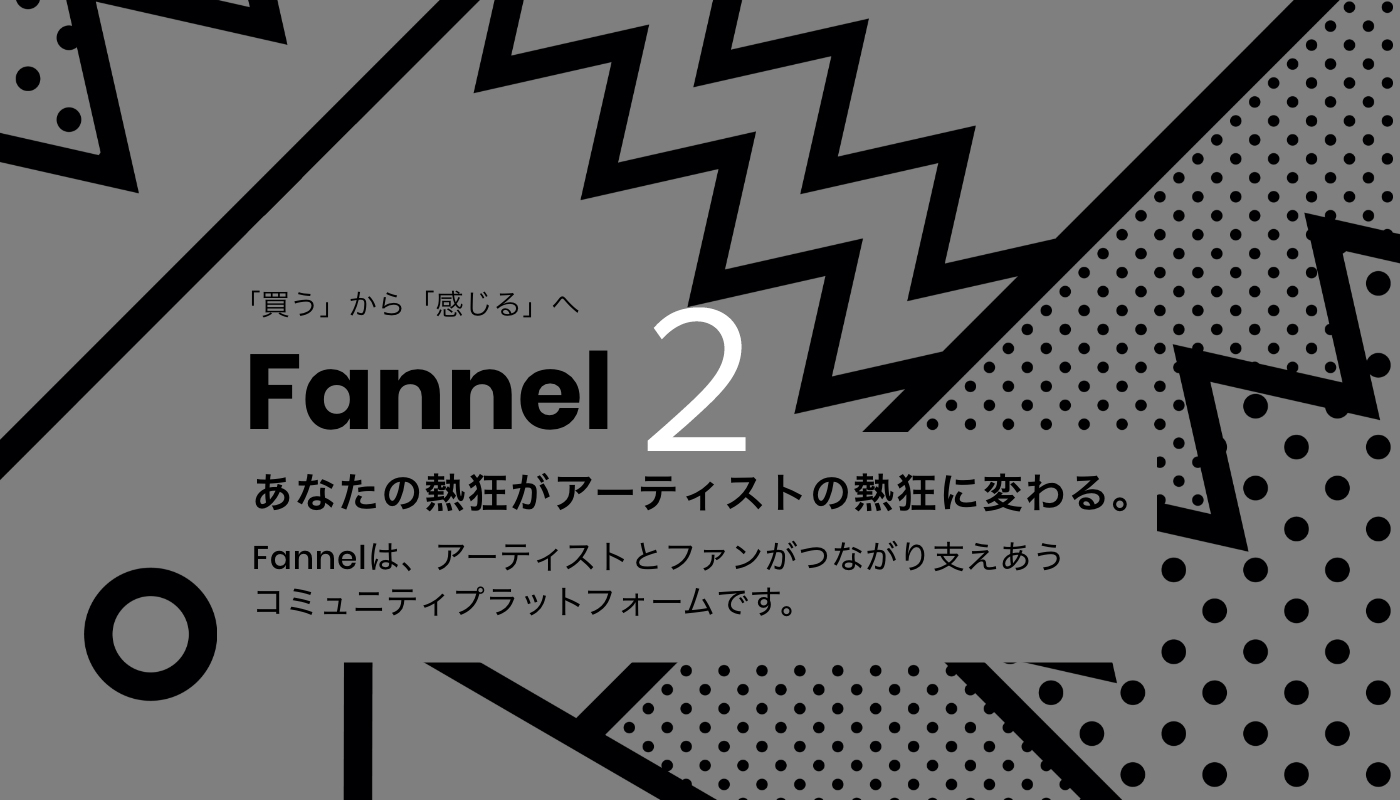 「買う」から「感じる」へ
Fannel 2
あなたの熱狂がアーティストの熱狂に変わる。
Fannelは、アーティストとファンがつながり支えあう
コミュニティプラットフォームです。